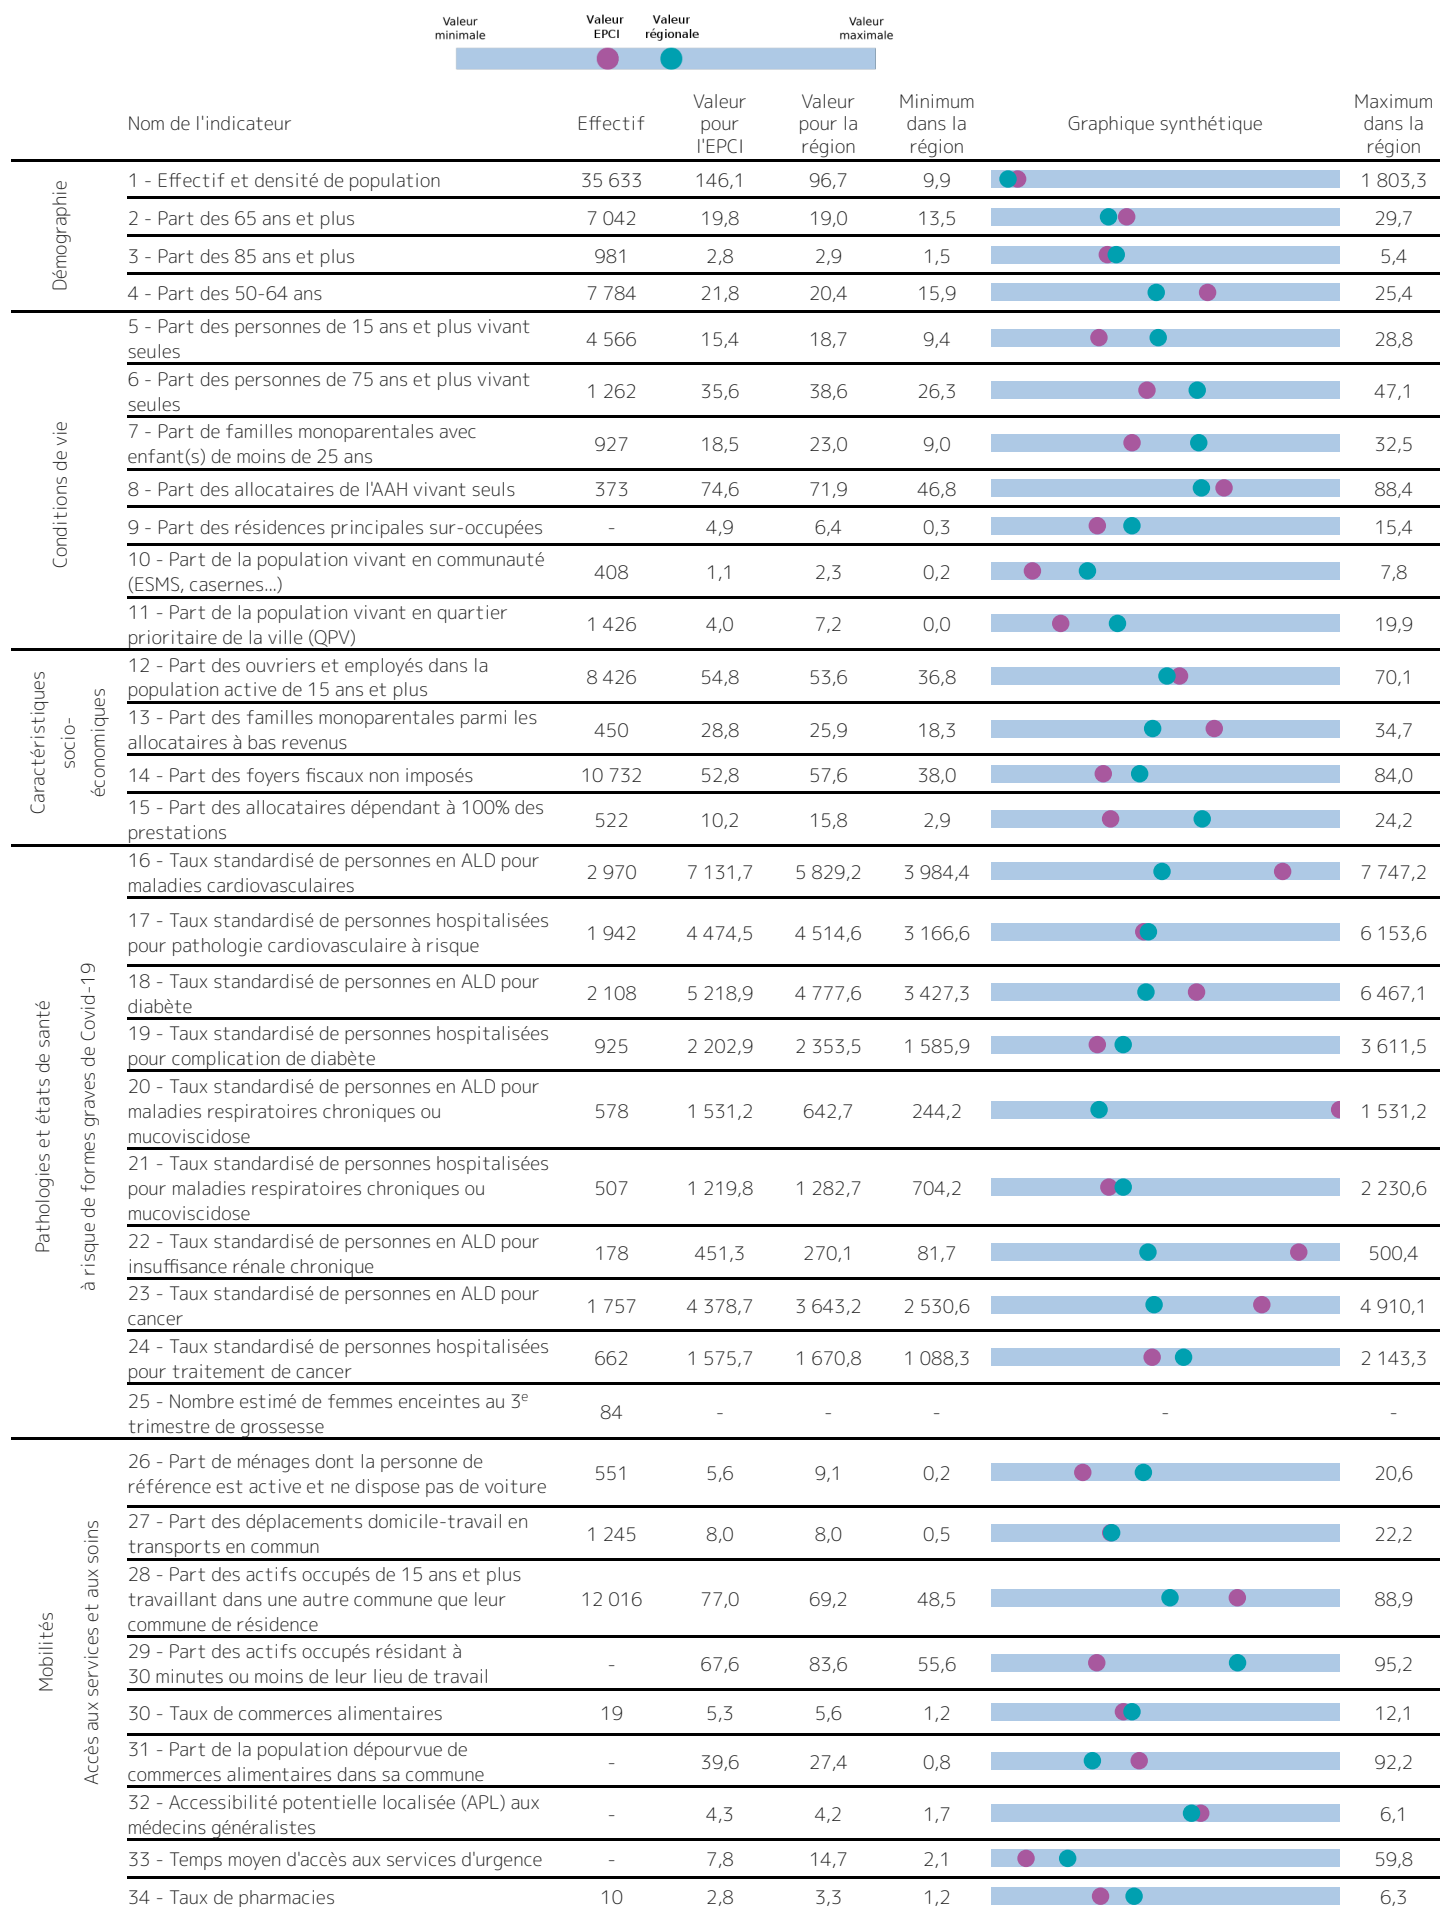 Valeur minimale
Valeur EPCI
Valeur régionale
Valeur maximale
Nom de l'indicateur
Effectif
Valeur pour l'EPCI
Valeur pour la région
Minimum dans la région
Graphique synthétique
Maximum dans la région
Démographie
1 - Effectif et densité de population 35 633 146,1 96,7 9,9 1 803,3
2 - Part des 65 ans et plus 7 042 19,8 19,0 13,5 29,7
3 - Part des 85 ans et plus 981 2,8 2,9 1,5 5,4
4 - Part des 50-64 ans 7 784 21,8 20,4 15,9 25,4
Conditions de vie
5 - Part des personnes de 15 ans et plus vivant
seules 4 566 15,4 18,7 9,4 28,8
6 - Part des personnes de 75 ans et plus vivant
seules 1 262 35,6 38,6 26,3 47,1
7 - Part de familles monoparentales avec
enfant(s) de moins de 25 ans 927 18,5 23,0 9,0 32,5
8 - Part des allocataires de l'AAH vivant seuls 373 74,6 71,9 46,8 88,4
9 - Part des résidences principales sur-occupées - 4,9 6,4 0,3 15,4
10 - Part de la population vivant en communauté
(ESMS, casernes...) 408 1,1 2,3 0,2 7,8
11 - Part de la population vivant en quartier
prioritaire de la ville (QPV) 1 426 4,0 7,2 0,0 19,9
Caractéristiques
socio-
économiques
12 - Part des ouvriers et employés dans la
population active de 15 ans et plus 8 426 54,8 53,6 36,8 70,1
13 - Part des familles monoparentales parmi les
allocataires à bas revenus 450 28,8 25,9 18,3 34,7
14 - Part des foyers fiscaux non imposés 10 732 52,8 57,6 38,0 84,0
15 - Part des allocataires dépendant à 100% des
prestations 522 10,2 15,8 2,9 24,2
Pathologies et états de santé
à risque de formes graves de Covid-19
16 - Taux standardisé de personnes en ALD pour
maladies cardiovasculaires 2 970 7 131,7 5 829,2 3 984,4 7 747,2
17 - Taux standardisé de personnes hospitalisées
pour pathologie cardiovasculaire à risque 1 942 4 474,5 4 514,6 3 166,6 6 153,6
18 - Taux standardisé de personnes en ALD pour
diabète 2 108 5 218,9 4 777,6 3 427,3 6 467,1
19 - Taux standardisé de personnes hospitalisées
pour complication de diabète 925 2 202,9 2 353,5 1 585,9 3 611,5
20 - Taux standardisé de personnes en ALD pour
maladies respiratoires chroniques ou
mucoviscidose 578 1 531,2 642,7 244,2 1 531,2
21 - Taux standardisé de personnes hospitalisées
pour maladies respiratoires chroniques ou
mucoviscidose 507 1 219,8 1 282,7 704,2 2 230,6
22 - Taux standardisé de personnes en ALD pour
insuffisance rénale chronique 178 451,3 270,1 81,7 500,4
23 - Taux standardisé de personnes en ALD pour
cancer 1 757 4 378,7 3 643,2 2 530,6 4 910,1
24 - Taux standardisé de personnes hospitalisées
pour traitement de cancer 662 1 575,7 1 670,8 1 088,3 2 143,3
25 - Nombre estimé de femmes enceintes au 3e
trimestre de grossesse 84 - - - - -
Mobilités
Accès aux services et aux soins
26 - Part de ménages dont la personne de
référence est active et ne dispose pas de voiture 551 5,6 9,1 0,2 20,6
27 - Part des déplacements domicile-travail en
transports en commun 1 245 8,0 8,0 0,5 22,2
28 - Part des actifs occupés de 15 ans et plus
travaillant dans une autre commune que leur
commune de résidence 12 016 77,0 69,2 48,5 88,9
29 - Part des actifs occupés résidant à
30 minutes ou moins de leur lieu de travail - 67,6 83,6 55,6 95,2
30 - Taux de commerces alimentaires 19 5,3 5,6 1,2 12,1
31 - Part de la population dépourvue de
commerces alimentaires dans sa commune - 39,6 27,4 0,8 92,2
32 - Accessibilité potentielle localisée (APL) aux
médecins généralistes - 4,3 4,2 1,7 6,1
33 - Temps moyen d'accès aux services d'urgence - 7,8 14,7 2,1 59,8
34 - Taux de pharmacies 10 2,8 3,3 1,2 6,3